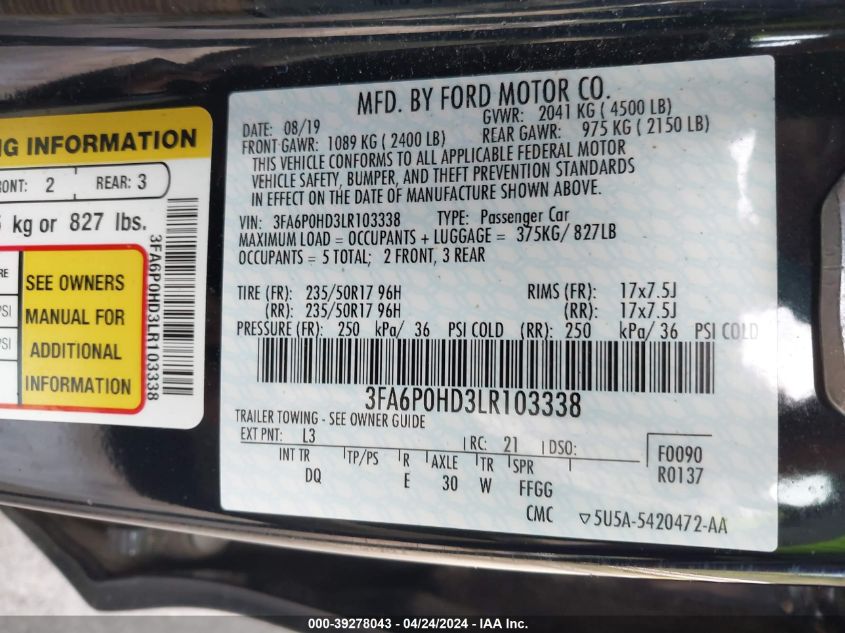 NG INFORMATION
FRONT: 2 REAR: 3
kg or 827 lbs.
SEE OWNERS
MANUAL FOR
ADDITIONAL
INFORMATION
PSI
PSI
3FA6P0HD3LR103338
MFD. BY FORD MOTOR CO.
DATE: 08/19 GVWR: 2041 KG ( 4500 LB)
FRONT GAWR: 1089 KG ( 2400 LB) REAR GAWR: 975 KG ( 2150 LB)
THIS VEHICLE CONFORMS TO ALL APPLICABLE FEDERAL MOTOR
VEHICLE SAFETY, BUMPER, AND THEFT PREVENTION STANDARDS
IN EFFECT ON THE DATE OF MANUFACTURE SHOWN ABOVE.
VIN: 3FA6P0HD3LR103338 TYPE: Passenger Car
MAXIMUM LOAD = OCCUPANTS + LUGGAGE = 375KG/ 827LB
OCCUPANTS = 5 TOTAL; 2 FRONT, 3 REAR
TIRE (FR): 235/50R17 96H RIMS (FR): 17x7.5J
(RR): 235/50R17 96H (RR): 17x7.5J
PRESSURE (FR): 250 kPa/ 36 PSI COLD (RR): 250 kPa/ 36 PSI COLD
3FA6P0HD3LR103338
TRAILER TOWING - SEE OWNER GUIDE
EXT PNT: L3 RC: 21 DSO: F0090
INT TR TP/PS R AXLE TR SPR R0137
DQ E 30 W FFGG
CMC ▽5U5A-5420472-AA
000-39278043 - 04/24/2024 - IAA Inc.